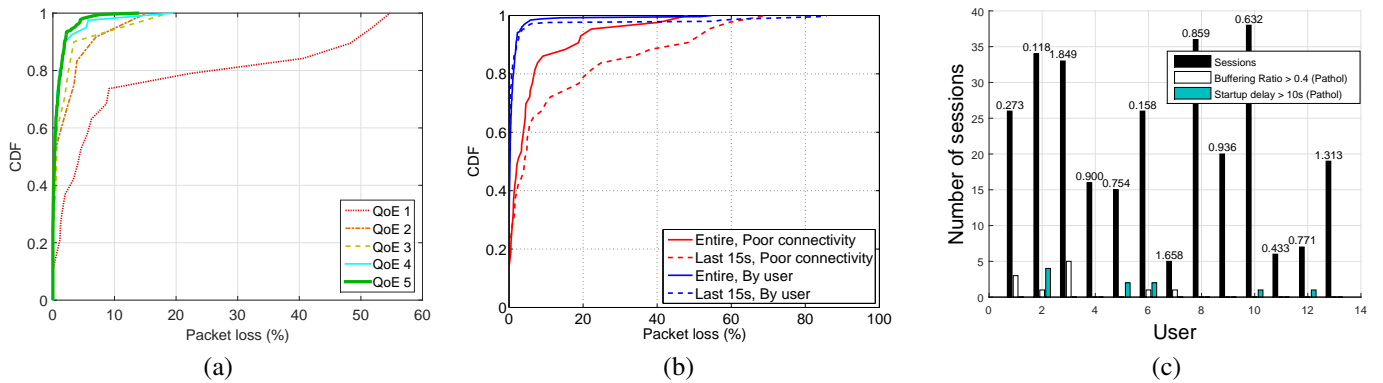 1
0.8
0.6
0.4
0.2
0
CDF
0 10 20 30 40 50 60
Packet loss (%)
QoE 1
QoE 2
QoE 3
QoE 4
QoE 5
(a)
1
0.8
0.6
0.4
0.2
0
CDF
0 20 40 60 80 100
Packet loss (%)
Entire, Poor connectivity
Last 15s, Poor connectivity
Entire, By user
Last 15s, By user
(b)
40
35
30
25
20
15
10
5
0
Number of sessions
0 2 4 6 8 10 12 14
User
0.273
0.118
1.849
0.900
0.754
0.158
1.658
0.859
0.936
0.632
0.433
0.771
1.313
Sessions
Buffering Ratio > 0.4 (Pathol)
Startup delay > 10s (Pathol)
(c)